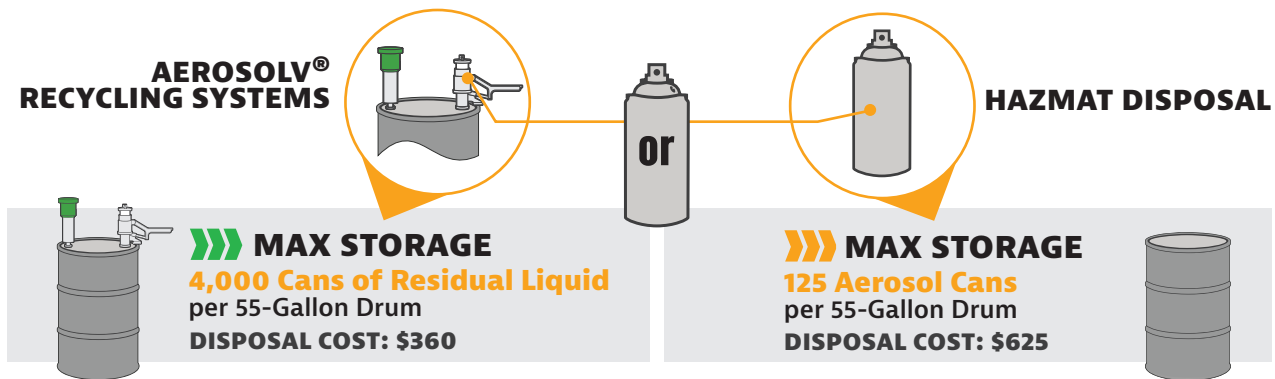 AEROSOLV®
RECYCLING SYSTEMS
or
HAZMAT DISPOSAL
MAX STORAGE
4,000 Cans of Residual Liquid
per 55-Gallon Drum
DISPOSAL COST: $360
MAX STORAGE
125 Aerosol Cans
per 55-Gallon Drum
DISPOSAL COST: $625